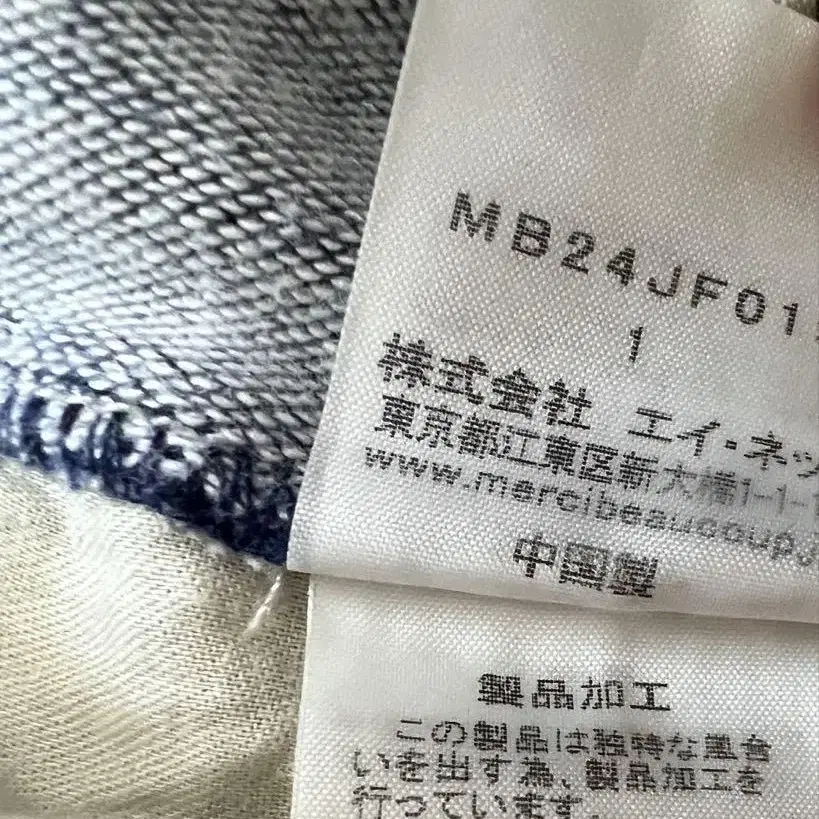 MB24JF01
1
株式会社 エイ・ネッ
東京都江東区新大橋1-1-1
www.mercibeaucoupj
中国製
製品加工
この製品は独特な風合
いを出す為、製品加工を
行っています。